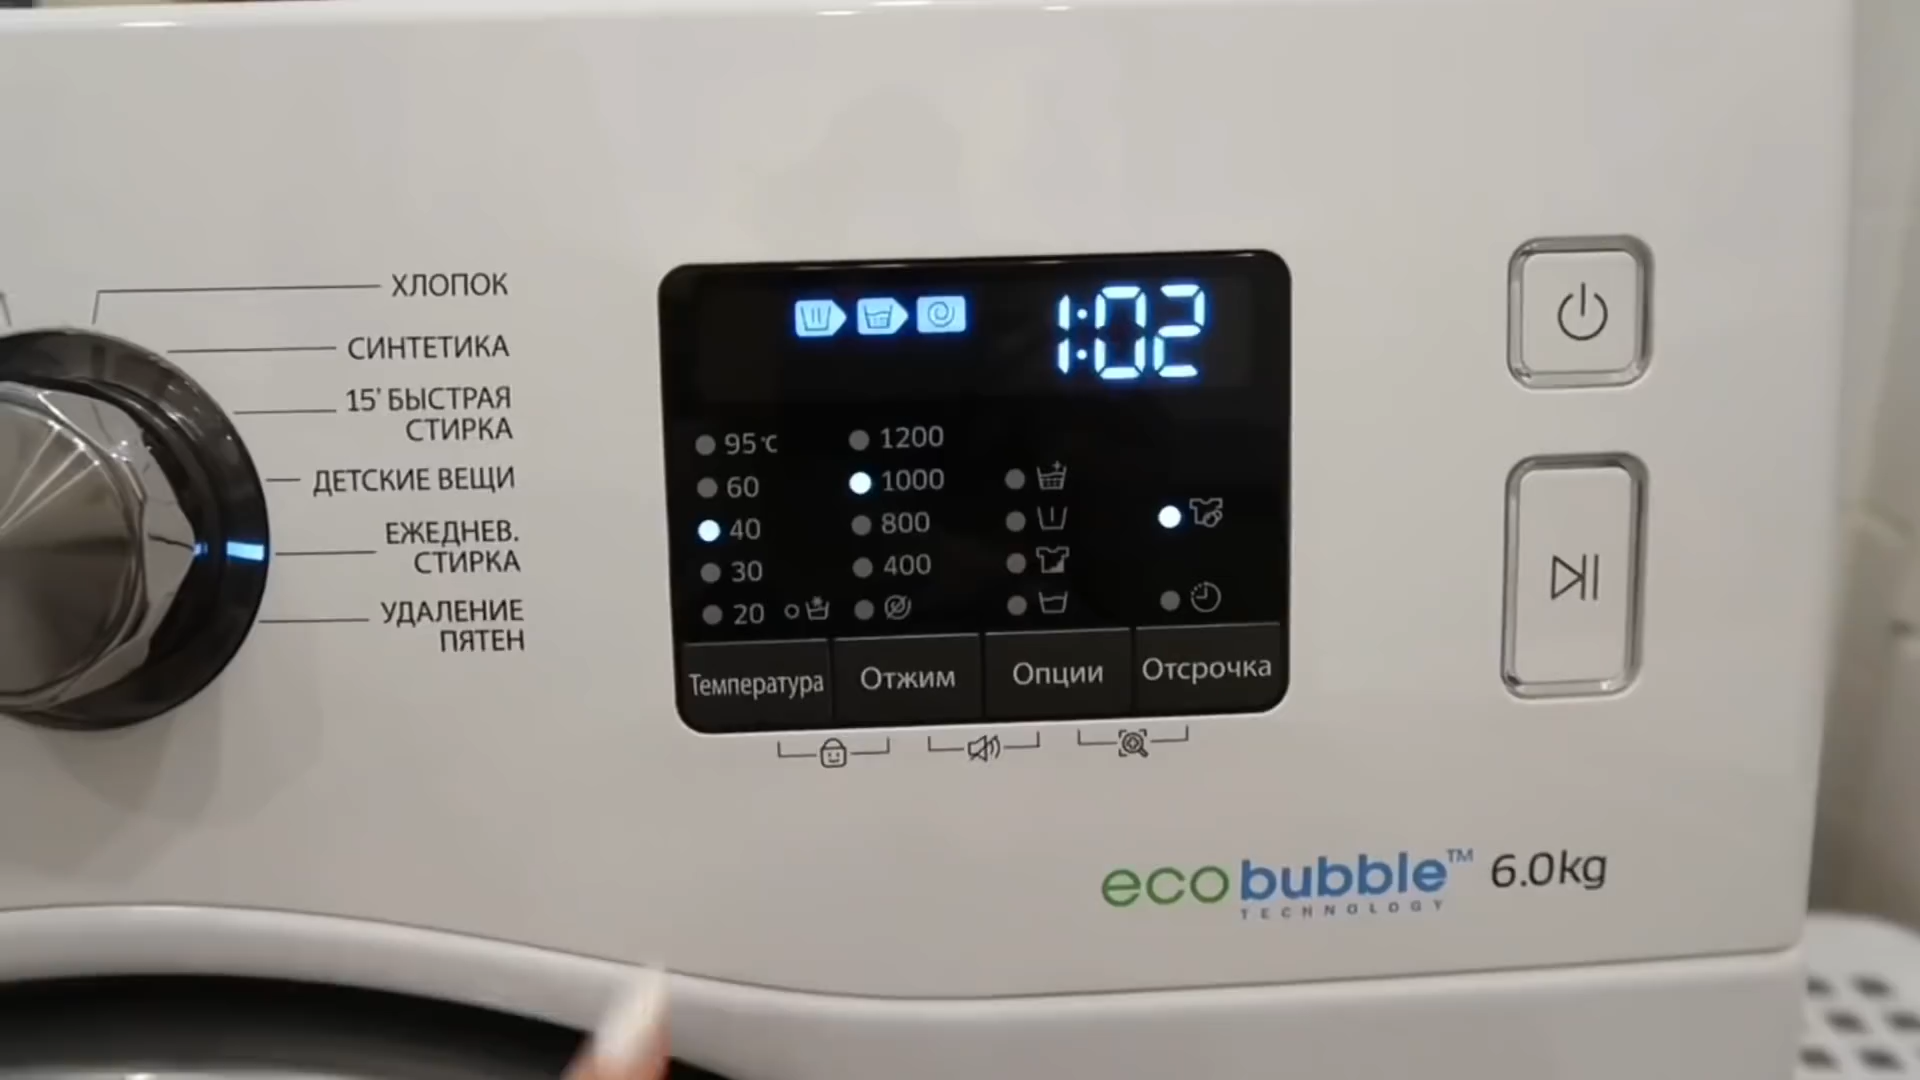 ХЛОПОК
СИНТЕТИКА
15' БЫСТРАЯ
СТИРКА
ДЕТСКИЕ ВЕЩИ
ЕЖЕДНЕВ.
СТИРКА
УДАЛЕНИЕ
ПЯТЕН
1:02
95℃
60
40
30
20
1200
1000
800
400
Температура
Отжим
Опции
Отсрочка
eco bubble™ 6.0kg
TECHNOLOGY